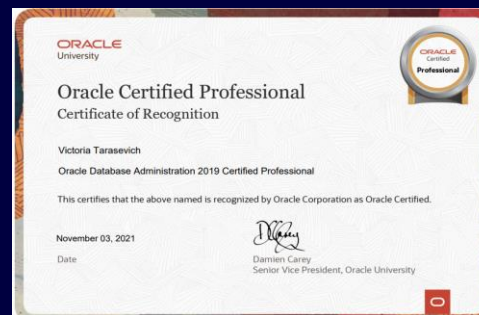 ORACLE
University
ORACLE
Certified
Professional
Oracle Certified Professional
Certificate of Recognition
Victoria Tarasevich
Oracle Database Administration 2019 Certified Professional
This certifies that the above named is recognized by Oracle Corporation as Oracle Certified.
November 03, 2021
Date
DCarey
Damien Carey
Senior Vice President, Oracle University